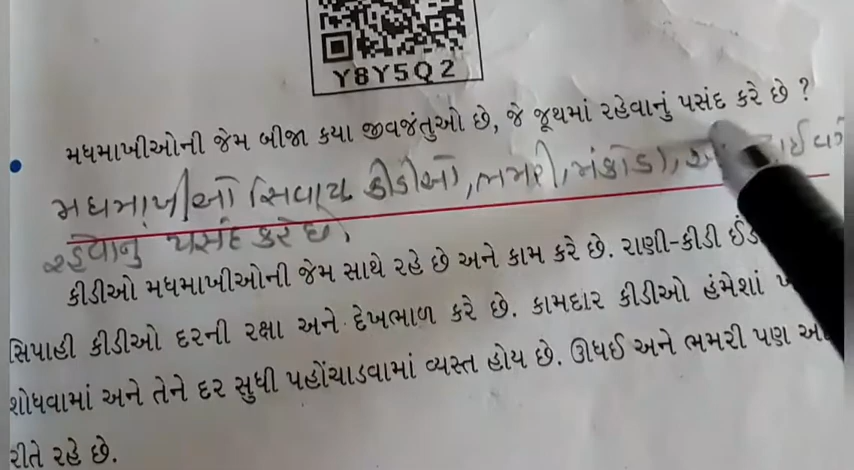 Y8Y5Q2
મધમાખીઓની જેમ બીજા કયા જીવજંતુઓ છે, જે જૂથમાં રહેવાનું પસંદ કરે છે ?
મધમાખીઓ સિવાય કીડીઓ, ભમરી, મંકોડા,
રહેવાનું પસંદ કરે છે.
કીડીઓ મધમાખીઓની જેમ સાથે રહે છે અને કામ કરે છે. રાણી-કીડી
સિપાહી કીડીઓ દરની રક્ષા અને દેખભાળ કરે છે. કામદાર કીડીઓ હંમેશાં
શોધવામાં અને તેને દર સુધી પહોંચાડવામાં વ્યસ્ત હોય છે. ઊધઈ અને ભમરી પણ
રીતે રહે છે.